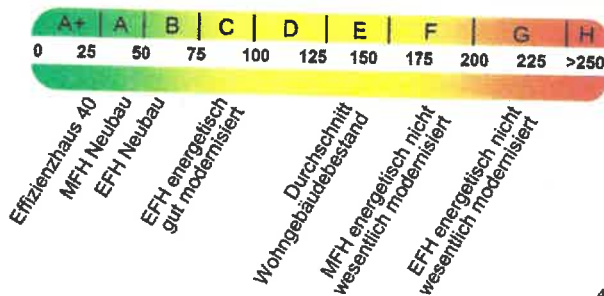 A+ A B C D E F G H
0 25 50 75 100 125 150 175 200 225 >250
Effizienzhaus 40
MFH Neubau
EFH Neubau
EFH energetisch
gut modernisiert
Durchschnitt
Wohngebäudebestand
MFH energetisch nicht
wesentlich modernisiert
EFH energetisch nicht
wesentlich modernisiert